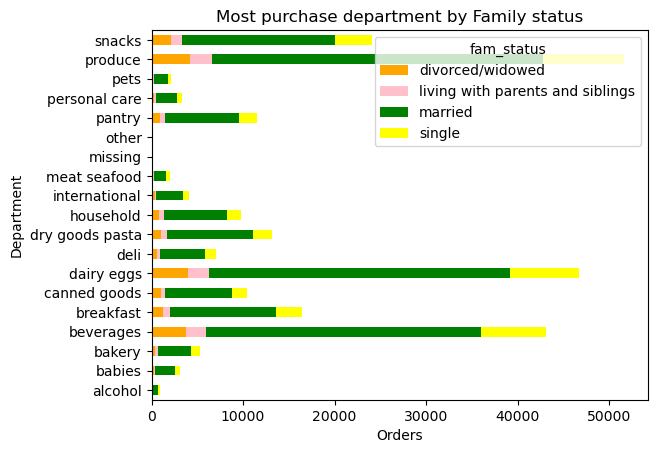 Most purchase department by Family status
snacks
produce
pets
personal care
pantry
other
missing
meat seafood
international
household
dry goods pasta
deli
dairy eggs
canned goods
breakfast
beverages
bakery
babies
alcohol
Department
fam_status
divorced/widowed
living with parents and siblings
married
single
0 10000 20000 30000 40000 50000
Orders